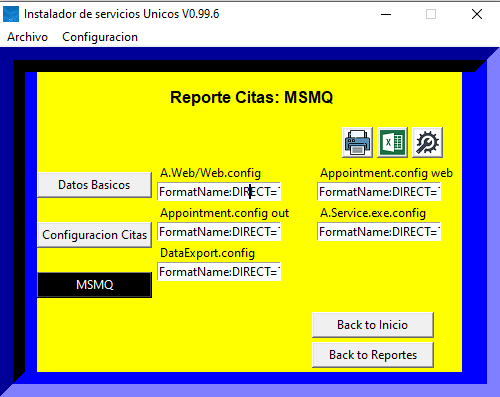 Instalador de servicios Unicos V0.99.6
Archivo Configuracion
Reporte Citas: MSMQ
A.Web/Web.config Appointment.config web
Datos Basicos FormatName:DIRECT= FormatName:DIRECT=
Appointment.config out A.Service.exe.config
Configuracion Citas FormatName:DIRECT= FormatName:DIRECT=
DataExport.config
MSMQ FormatName:DIRECT=
Back to Inicio
Back to Reportes